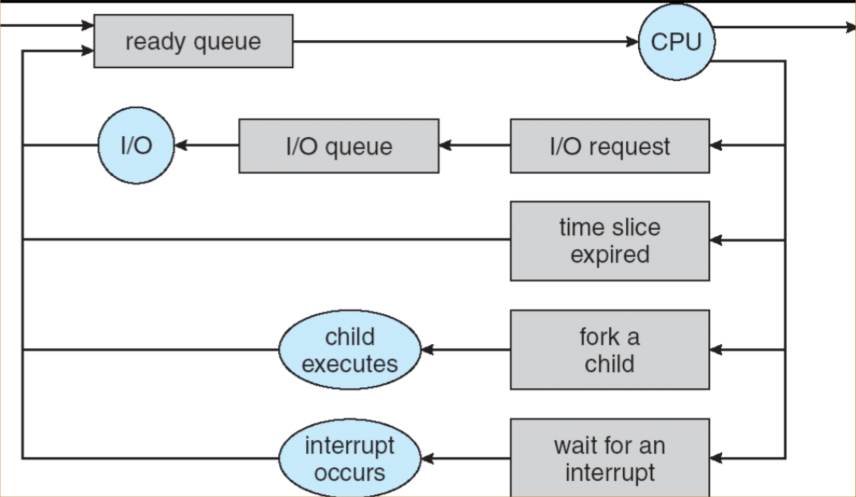 ready queue
CPU
I/O
I/O queue
I/O request
time slice
expired
child
executes
fork a
child
interrupt
occurs
wait for an
interrupt